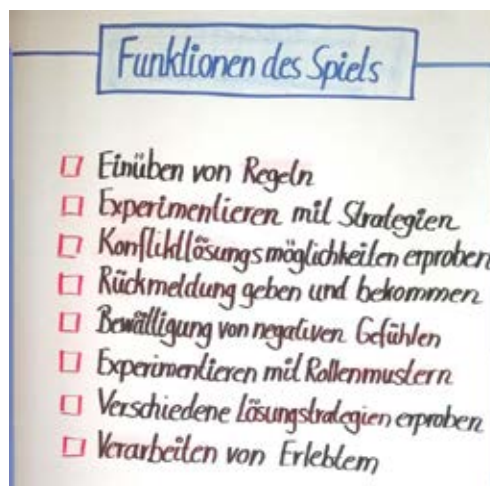 Funktionen des Spiels
Einüben von Regeln
Experimentieren mit Strategien
Konfliktlösungsmöglichkeiten erproben
Rückmeldung geben und bekommen
Bewältigung von negativen Gefühlen
Experimentieren mit Rollenmustern
Verschiedene Lösungstrategien erproben
Verarbeiten von Erlebtem